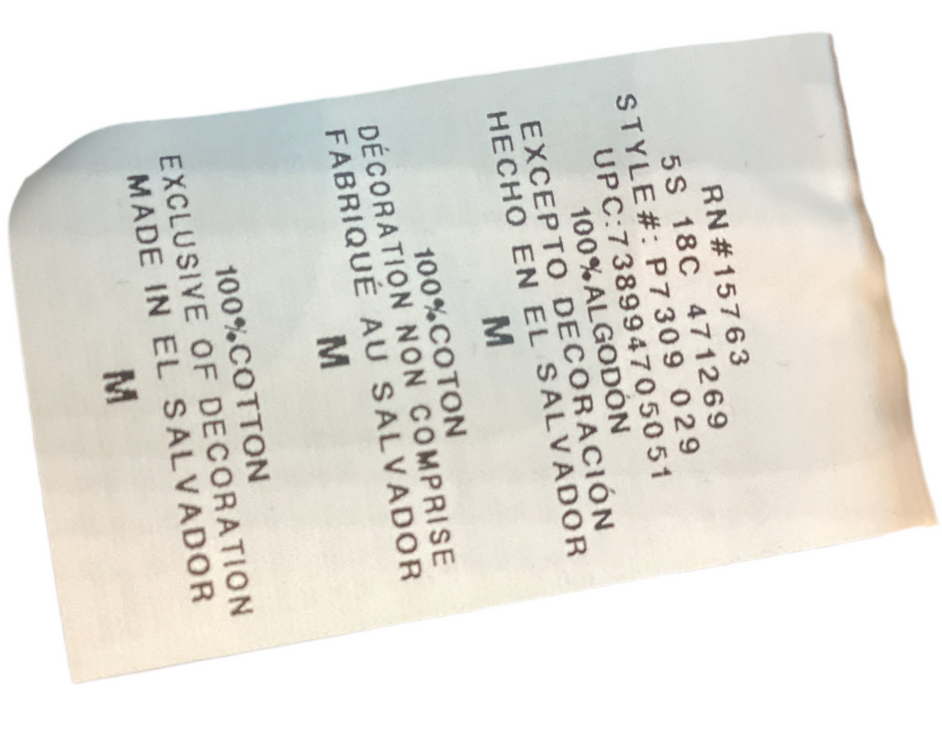 RN#15763
5S 18C 471269
STYLE#: P7309 029
UPC:738994705051
100%ALGODÓN
EXCEPTO DECORACIÓN
HECHO EN EL SALVADOR
M
100%COTON
DÉCORATION NON COMPRISE
FABRIQUÉ AU SALVADOR
M
100%COTTON
EXCLUSIVE OF DECORATION
MADE IN EL SALVADOR
M